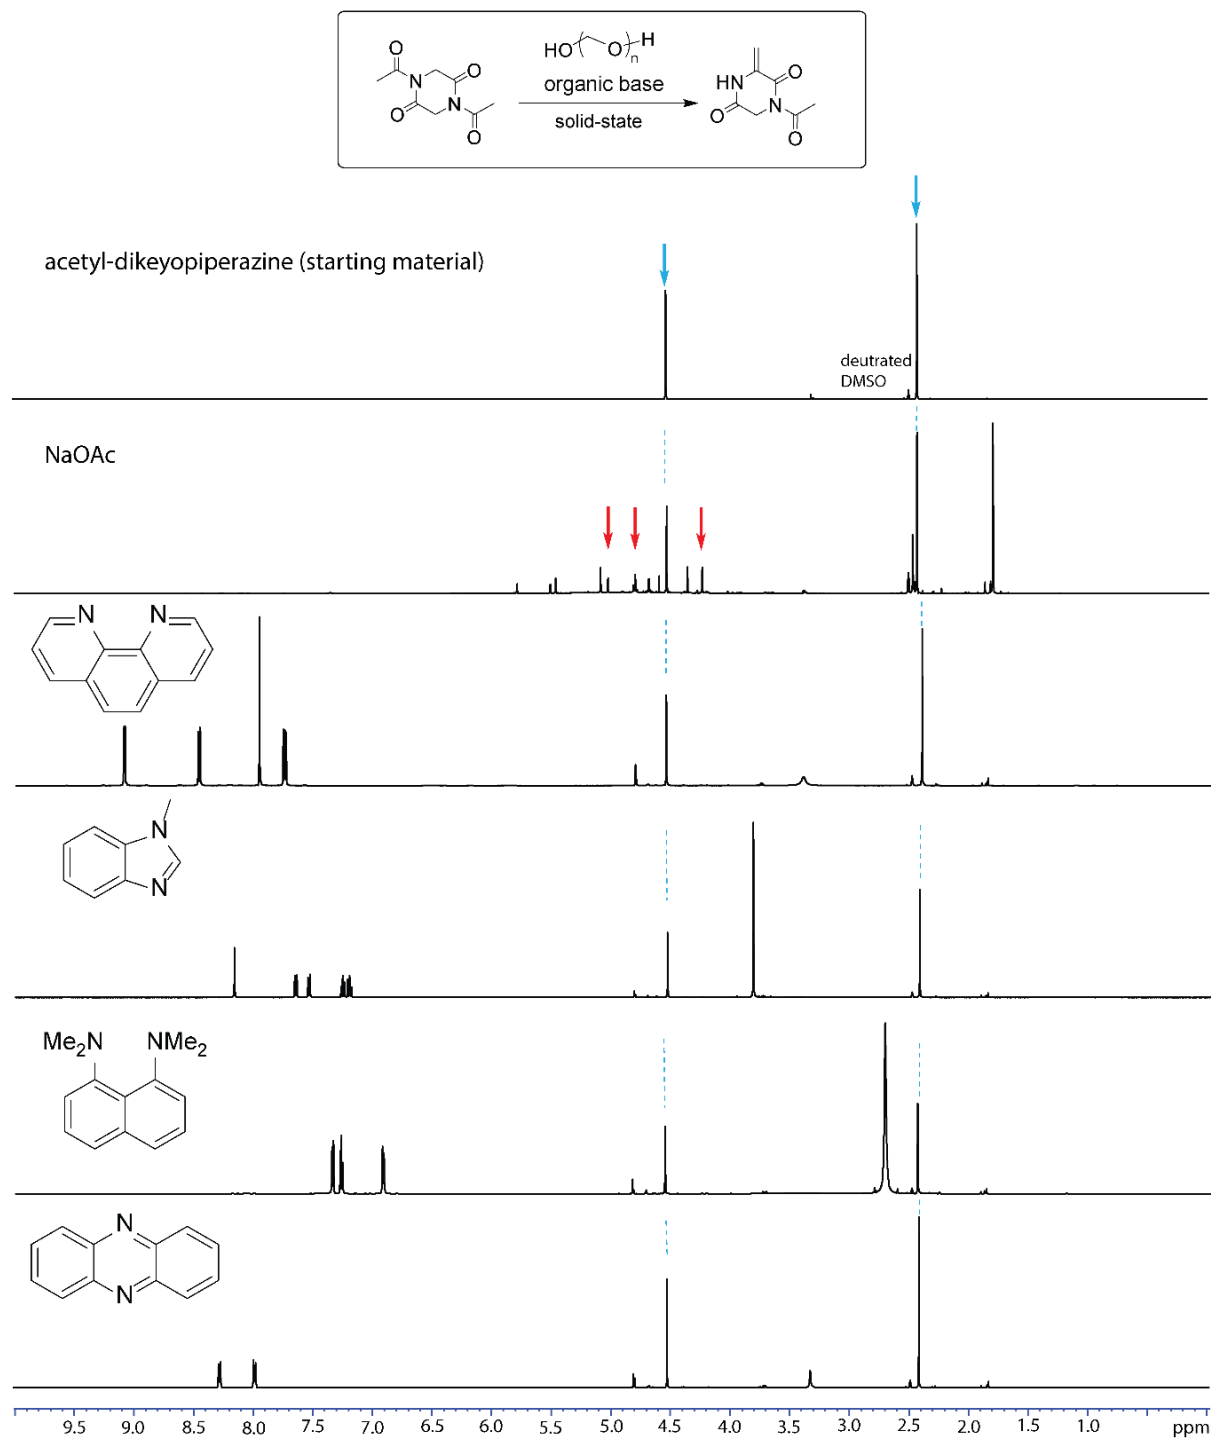 O
N
O
O
N
O
HO
O
H
n
organic base
solid-state
HN
O
O
N
O
acetyl-dikeyopiperazine (starting material)
deutrated
DMSO
NaOAc
N N
N
N
Me2N NMe2
N
N
9.5 9.0 8.5 8.0 7.5 7.0 6.5 6.0 5.5 5.0 4.5 4.0 3.5 3.0 2.5 2.0 1.5 1.0 ppm